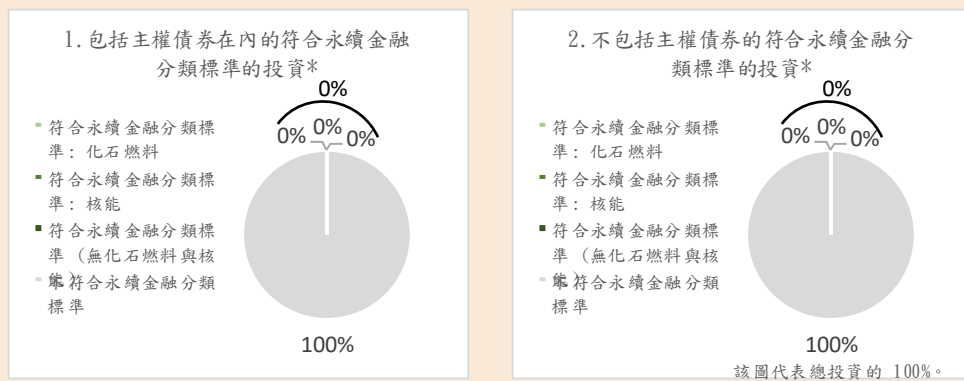 1.包括主權債券在內的符合永續金融
分類標準的投資*
0%
0%
0%
0%
符合永續金融分類標
準: 化石燃料
符合永續金融分類標
準: 核能
符合永續金融分類標
準 (無化石燃料與核
能)
不符合永續金融分類
標準
100%
2.不包括主權債券的符合永續金融分
類標準的投資*
0%
0%
0%
0%
符合永續金融分類標
準: 化石燃料
符合永續金融分類標
準: 核能
符合永續金融分類標
準 (無化石燃料與核
能)
不符合永續金融分類
標準
100%
該圖代表總投資的 100%。